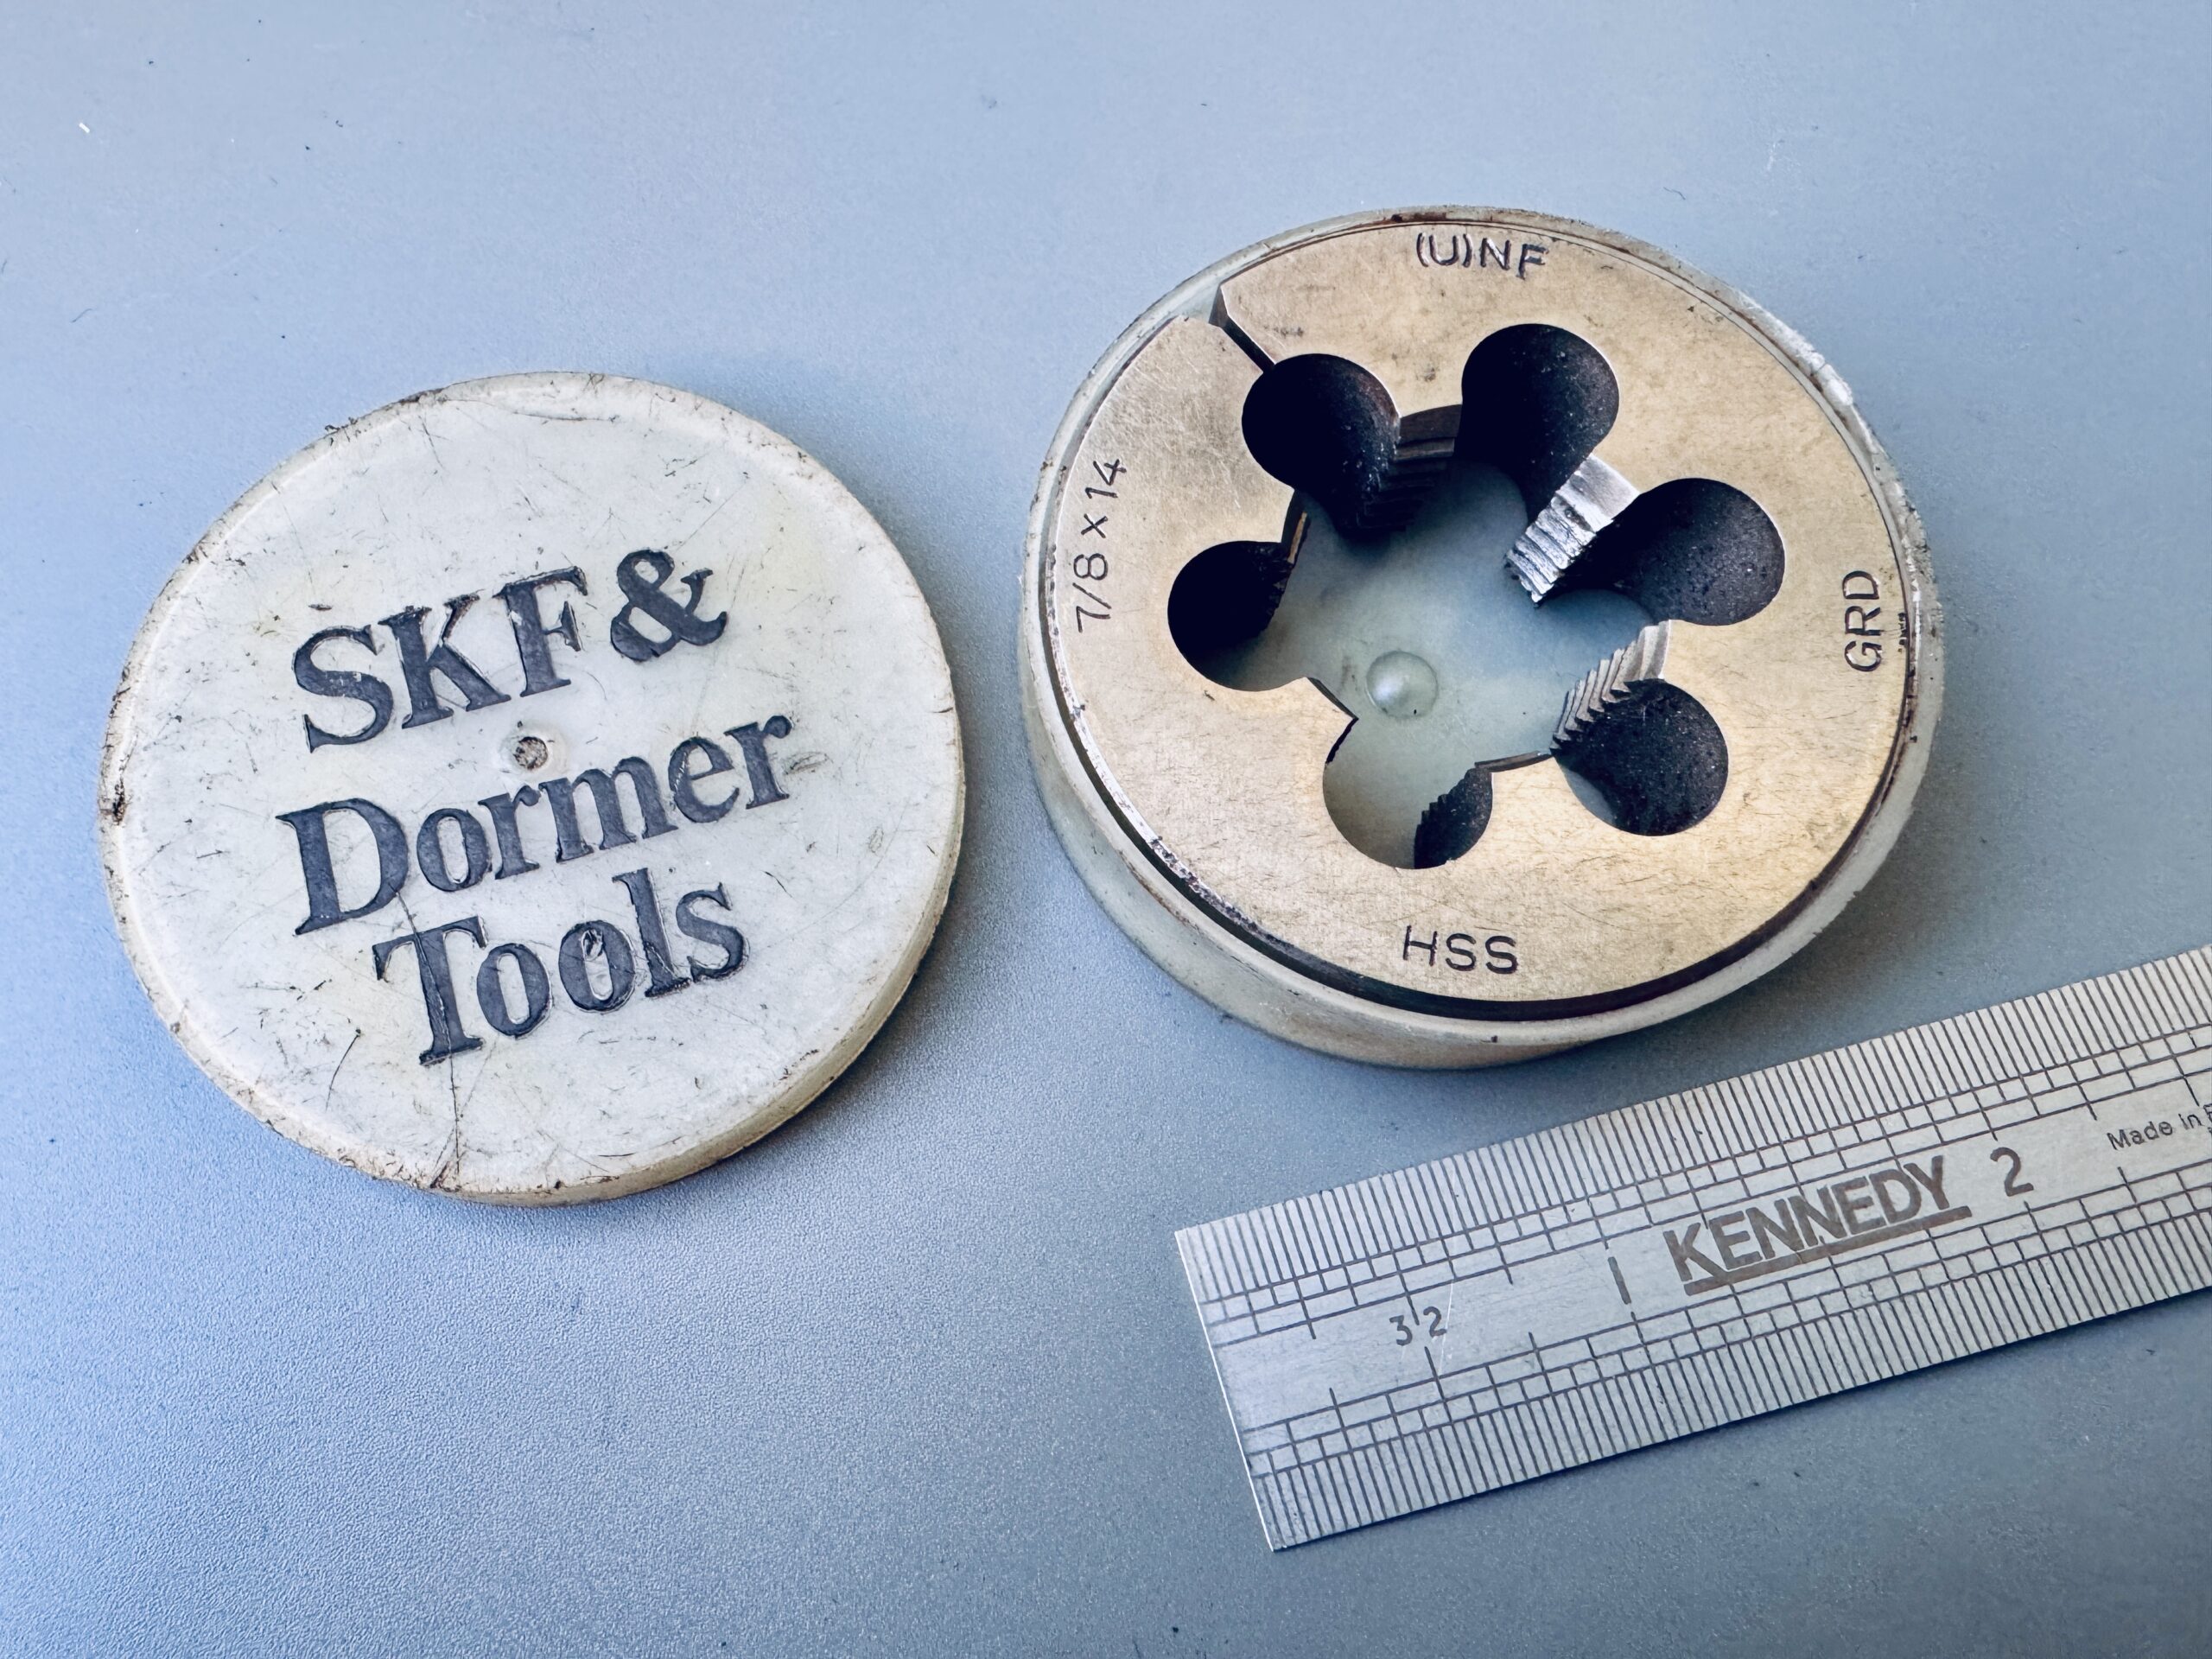 SKF &
Dormer
Tools
(U)NF
7/8 x 14
GRD
HSS
32
1
KENNEDY
2
Made in